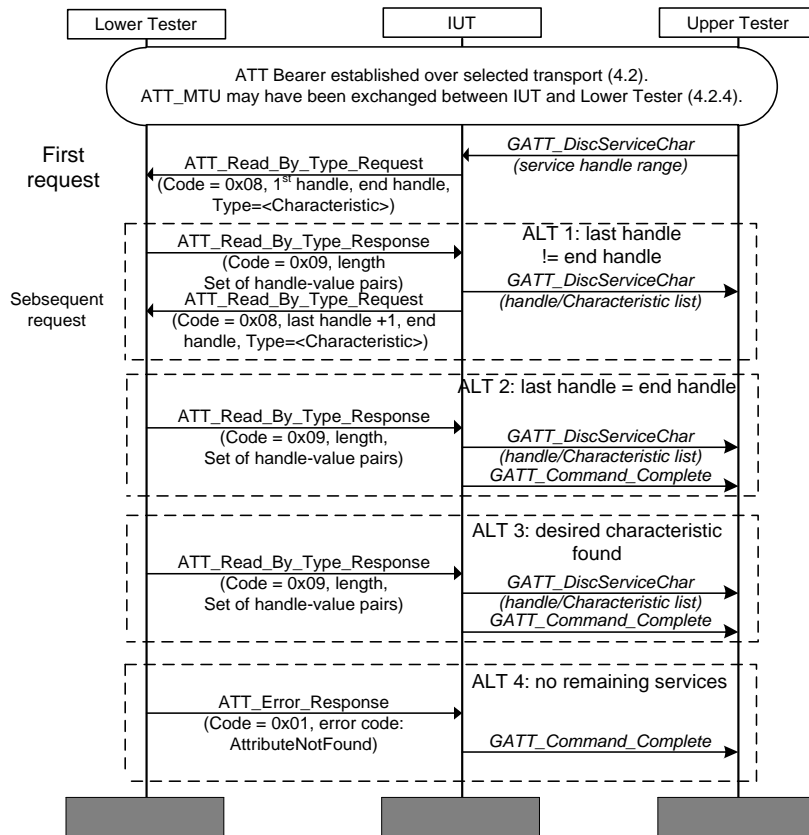 Lower Tester
IUT
Upper Tester
ATT Bearer established over selected transport (4.2).
ATT_MTU may have been exchanged between IUT and Lower Tester (4.2.4).
First
request
GATT_DiscServiceChar
(service handle range)
ATT_Read_By_Type_Request
(Code = 0x08, 1st handle, end handle,
Type=<Characteristic>)
Sebsequent
request
ALT 1: last handle
!= end handle
ATT_Read_By_Type_Response
(Code = 0x09, length
Set of handle-value pairs)
GATT_DiscServiceChar
(handle/Characteristic list)
ATT_Read_By_Type_Request
(Code = 0x08, last handle +1, end
handle, Type=<Characteristic>)
ALT 2: last handle = end handle
ATT_Read_By_Type_Response
(Code = 0x09, length,
Set of handle-value pairs)
GATT_DiscServiceChar
(handle/Characteristic list)
GATT_Command_Complete
ALT 3: desired characteristic
found
ATT_Read_By_Type_Response
(Code = 0x09, length,
Set of handle-value pairs)
GATT_DiscServiceChar
(handle/Characteristic list)
GATT_Command_Complete
ALT 4: no remaining services
ATT_Error_Response
(Code = 0x01, error code:
AttributeNotFound)
GATT_Command_Complete